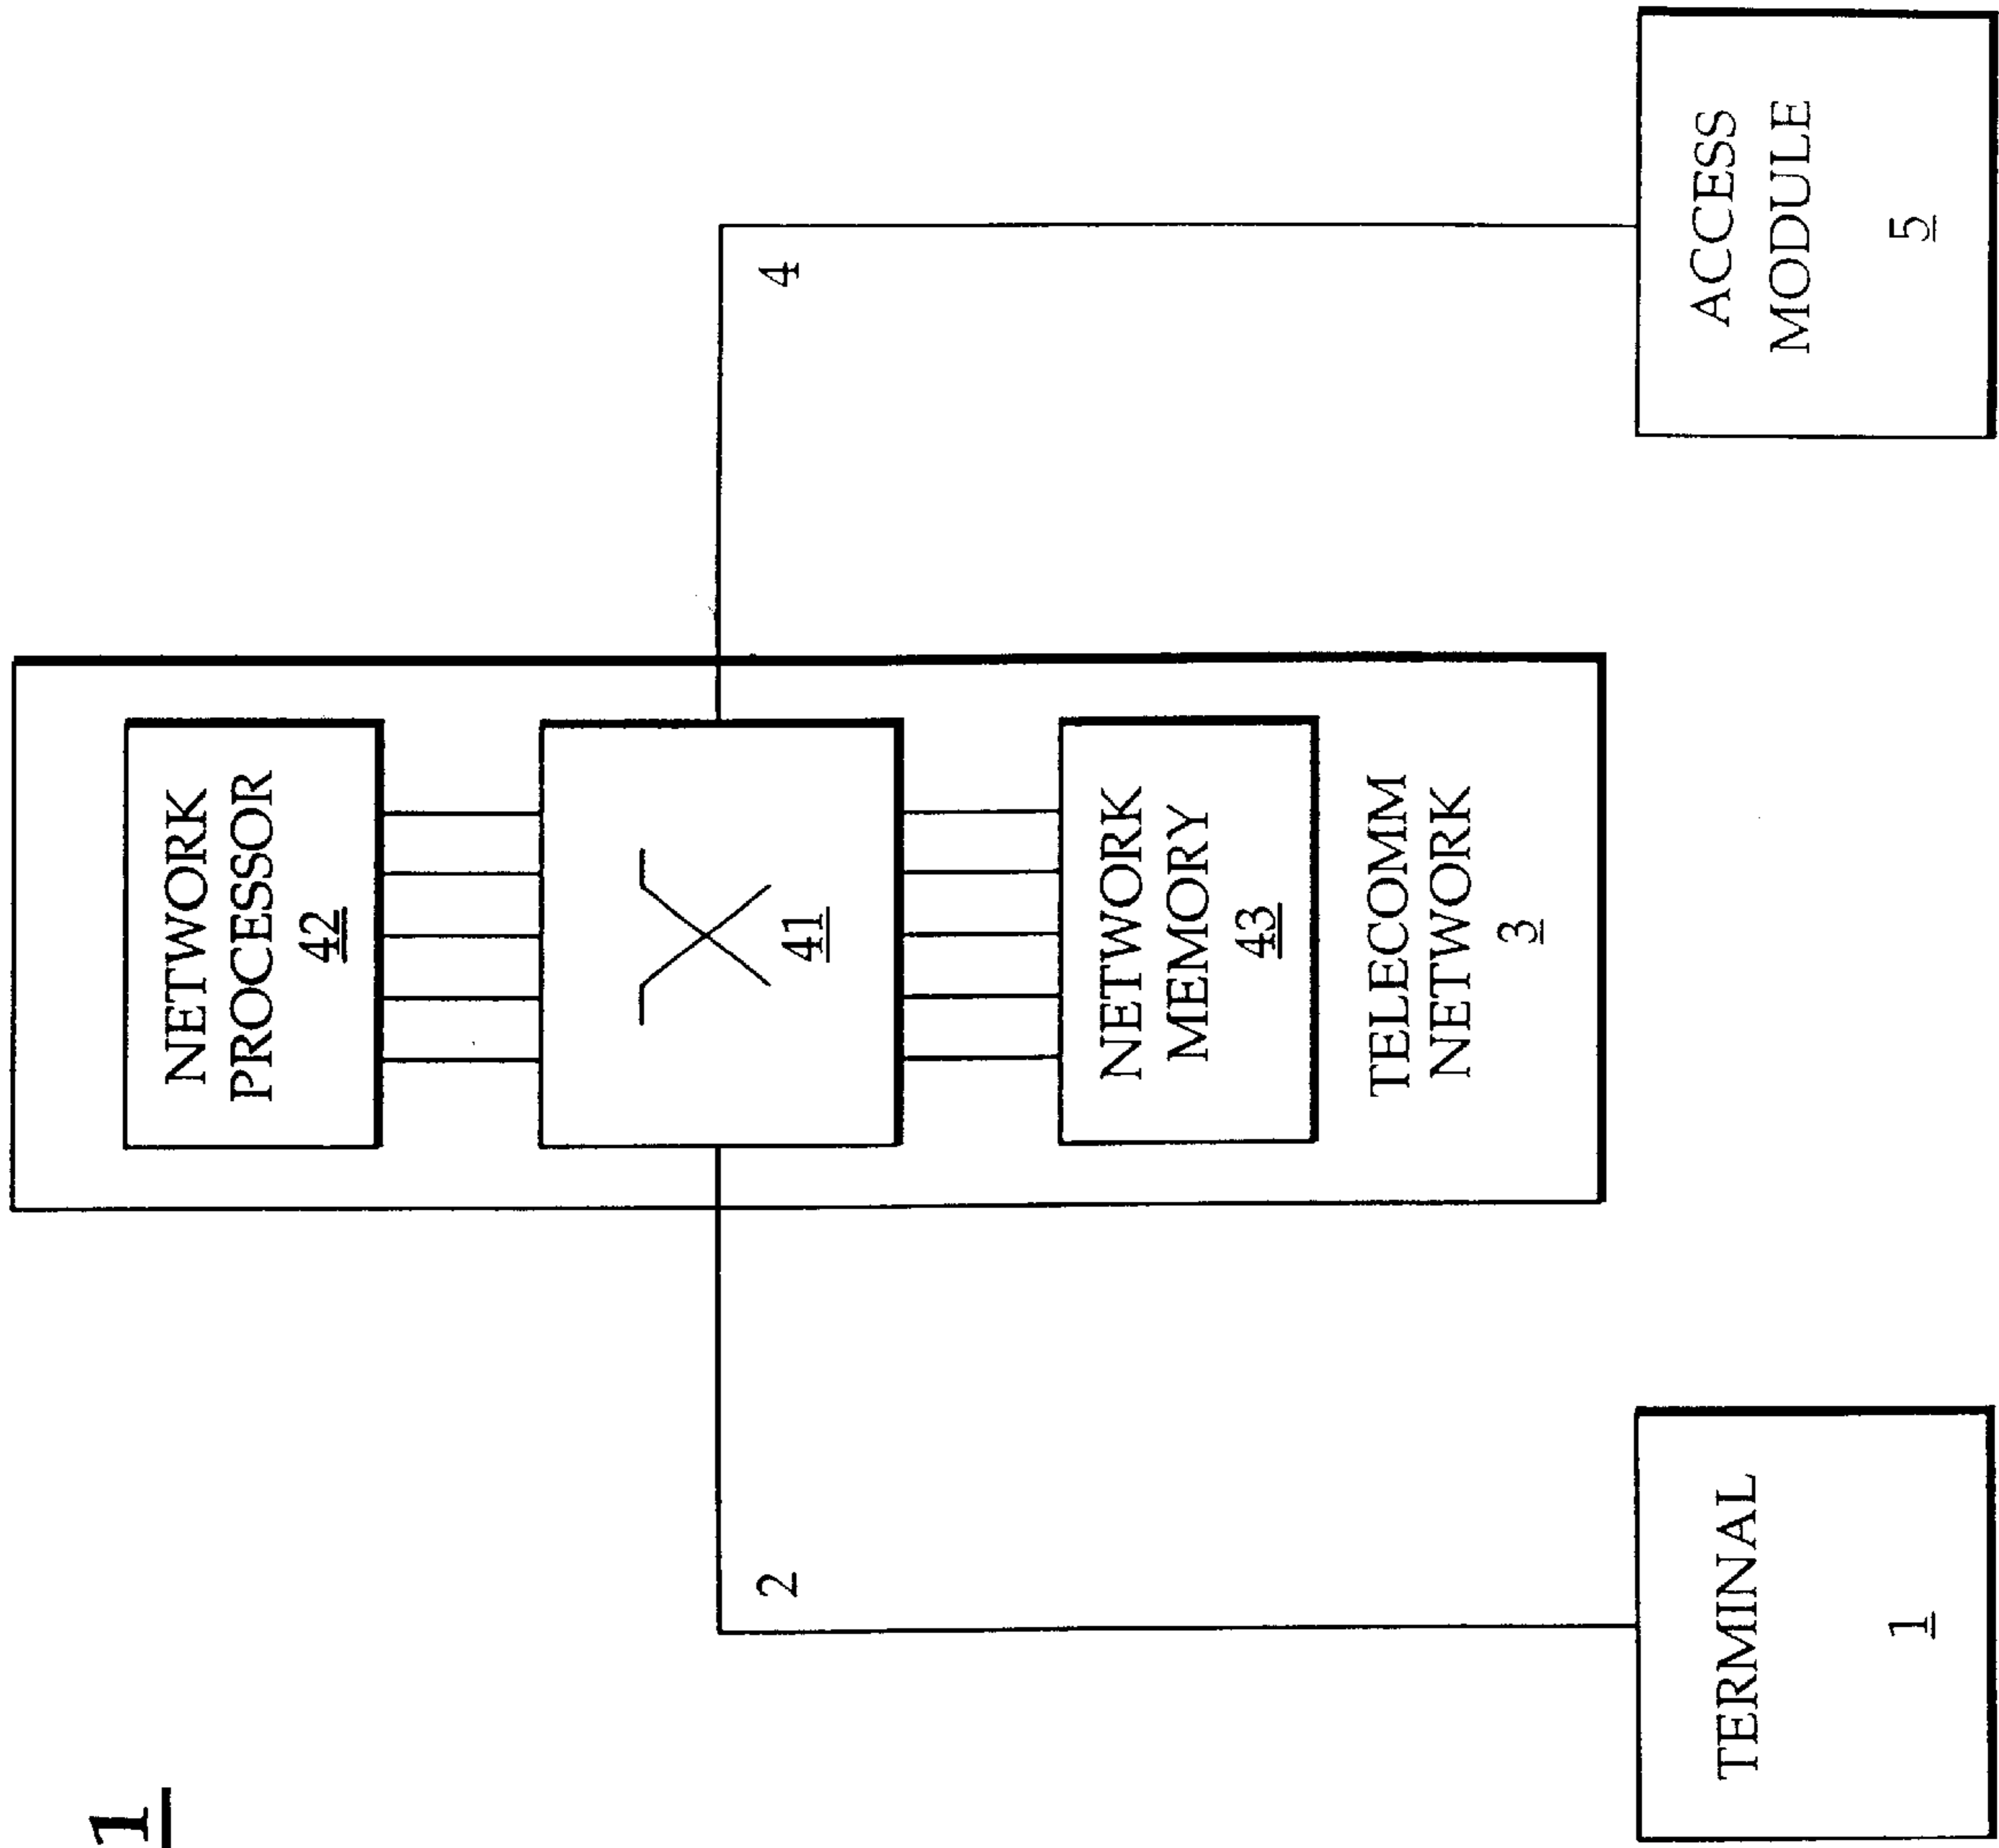 1
NETWORK
PROCESSOR
42
41
NETWORK
MEMORY
43
TELECOMM
NETWORK
3
2
4
TERMINAL
1
ACCESS
MODULE
5